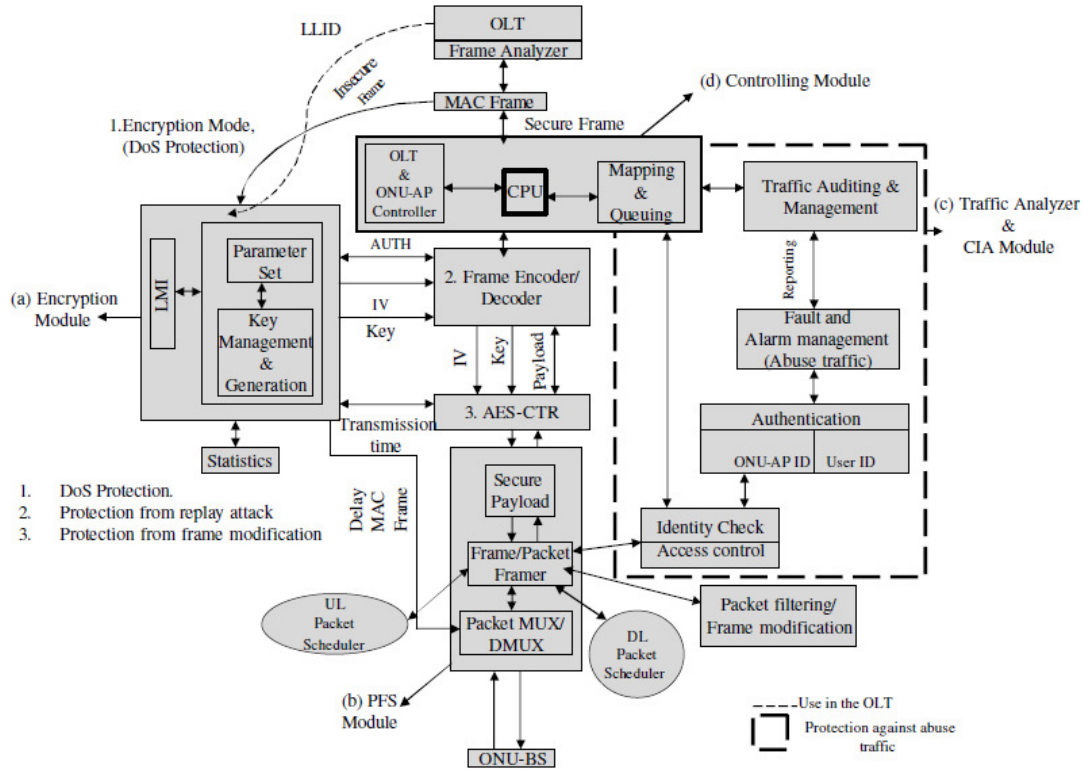 LLID
OLT
Frame Analyzer
Insecure
Frame
MAC Frame
(d) Controlling Module
1.Encryption Mode,
(DoS Protection)
Secure Frame
OLT
&
ONU-AP
Controller
CPU
Mapping
&
Queuing
Traffic Auditing &
Management
(c) Traffic Analyzer
&
CIA Module
(a) Encryption
Module
LMI
Parameter
Set
Key
Management
&
Generation
AUTH
IV
Key
2. Frame Encoder/
Decoder
Reporting
Fault and
Alarm management
(Abuse traffic)
IV
Key
Payload
3. AES-CTR
Transmission
time
Authentication
ONU-AP ID
User ID
Statistics
1. DoS Protection.
2. Protection from replay attack
3. Protection from frame modification
Delay
MAC
Frame
Secure
Payload
Identity Check
Access control
Frame/Packet
Framer
UL
Packet
Scheduler
Packet MUX/
DMUX
DL
Packet
Scheduler
Packet filtering/
Frame modification
(b) PFS
Module
ONU-BS
Use in the OLT
Protection against abuse
traffic